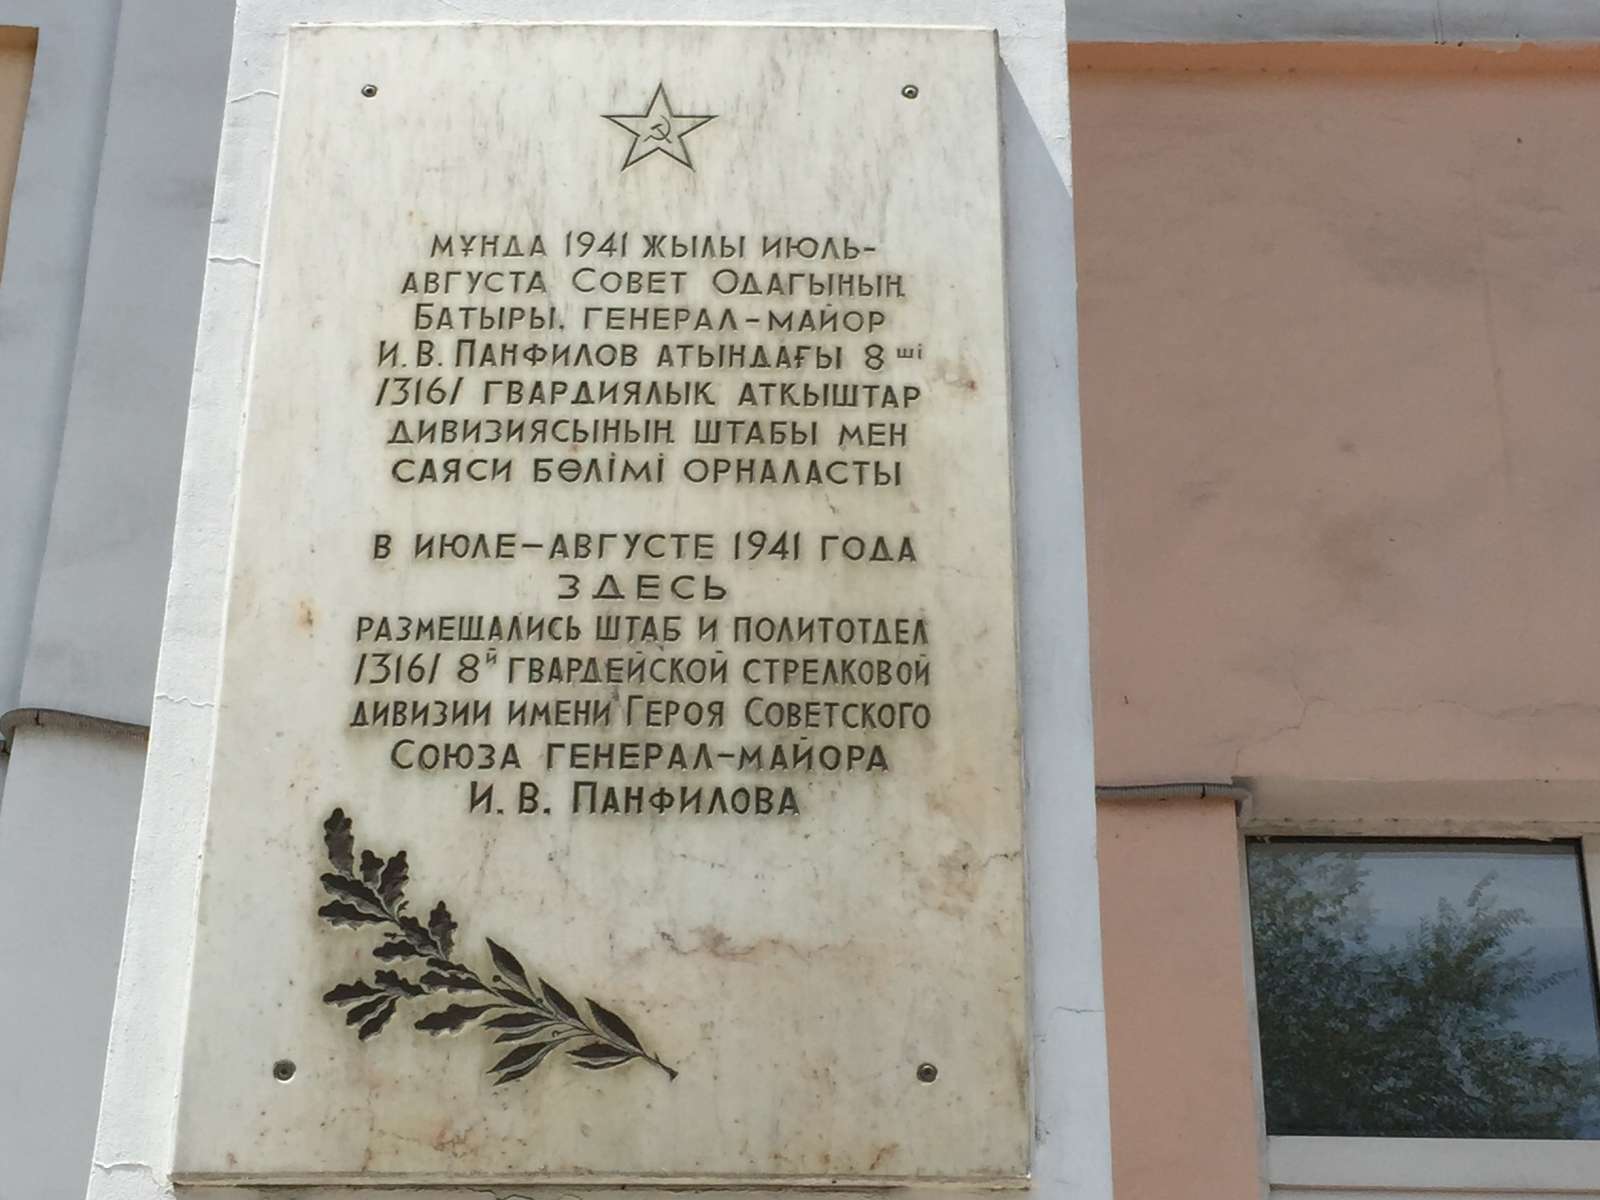 МҰНДА 1941 ЖЫЛЫ ИЮЛЬ-
АВГУСТА СОВЕТ ОДАГЫНЫҢ
БАТЫРЫ, ГЕНЕРАЛ-МАЙОР
И. В. ПАНФИЛОВ АТЫНДАҒЫ 8 ші
/316/ ГВАРДИЯЛЫҚ АТҚЫШТАР
ДИВИЗИЯСЫНЫҢ ШТАБЫ МЕН
САЯСИ БӨЛІМІ ОРНАЛАСТЫ
В ИЮЛЕ-АВГУСТЕ 1941 ГОДА
ЗДЕСЬ
РАЗМЕЩАЛИСЬ ШТАБ И ПОЛИТОТДЕЛ
/316/ 8й ГВАРДЕЙСКОЙ СТРЕЛКОВОЙ
ДИВИЗИИ ИМЕНИ ГЕРОЯ СОВЕТСКОГО
СОЮЗА ГЕНЕРАЛ-МАЙОРА
И. В. ПАНФИЛОВА